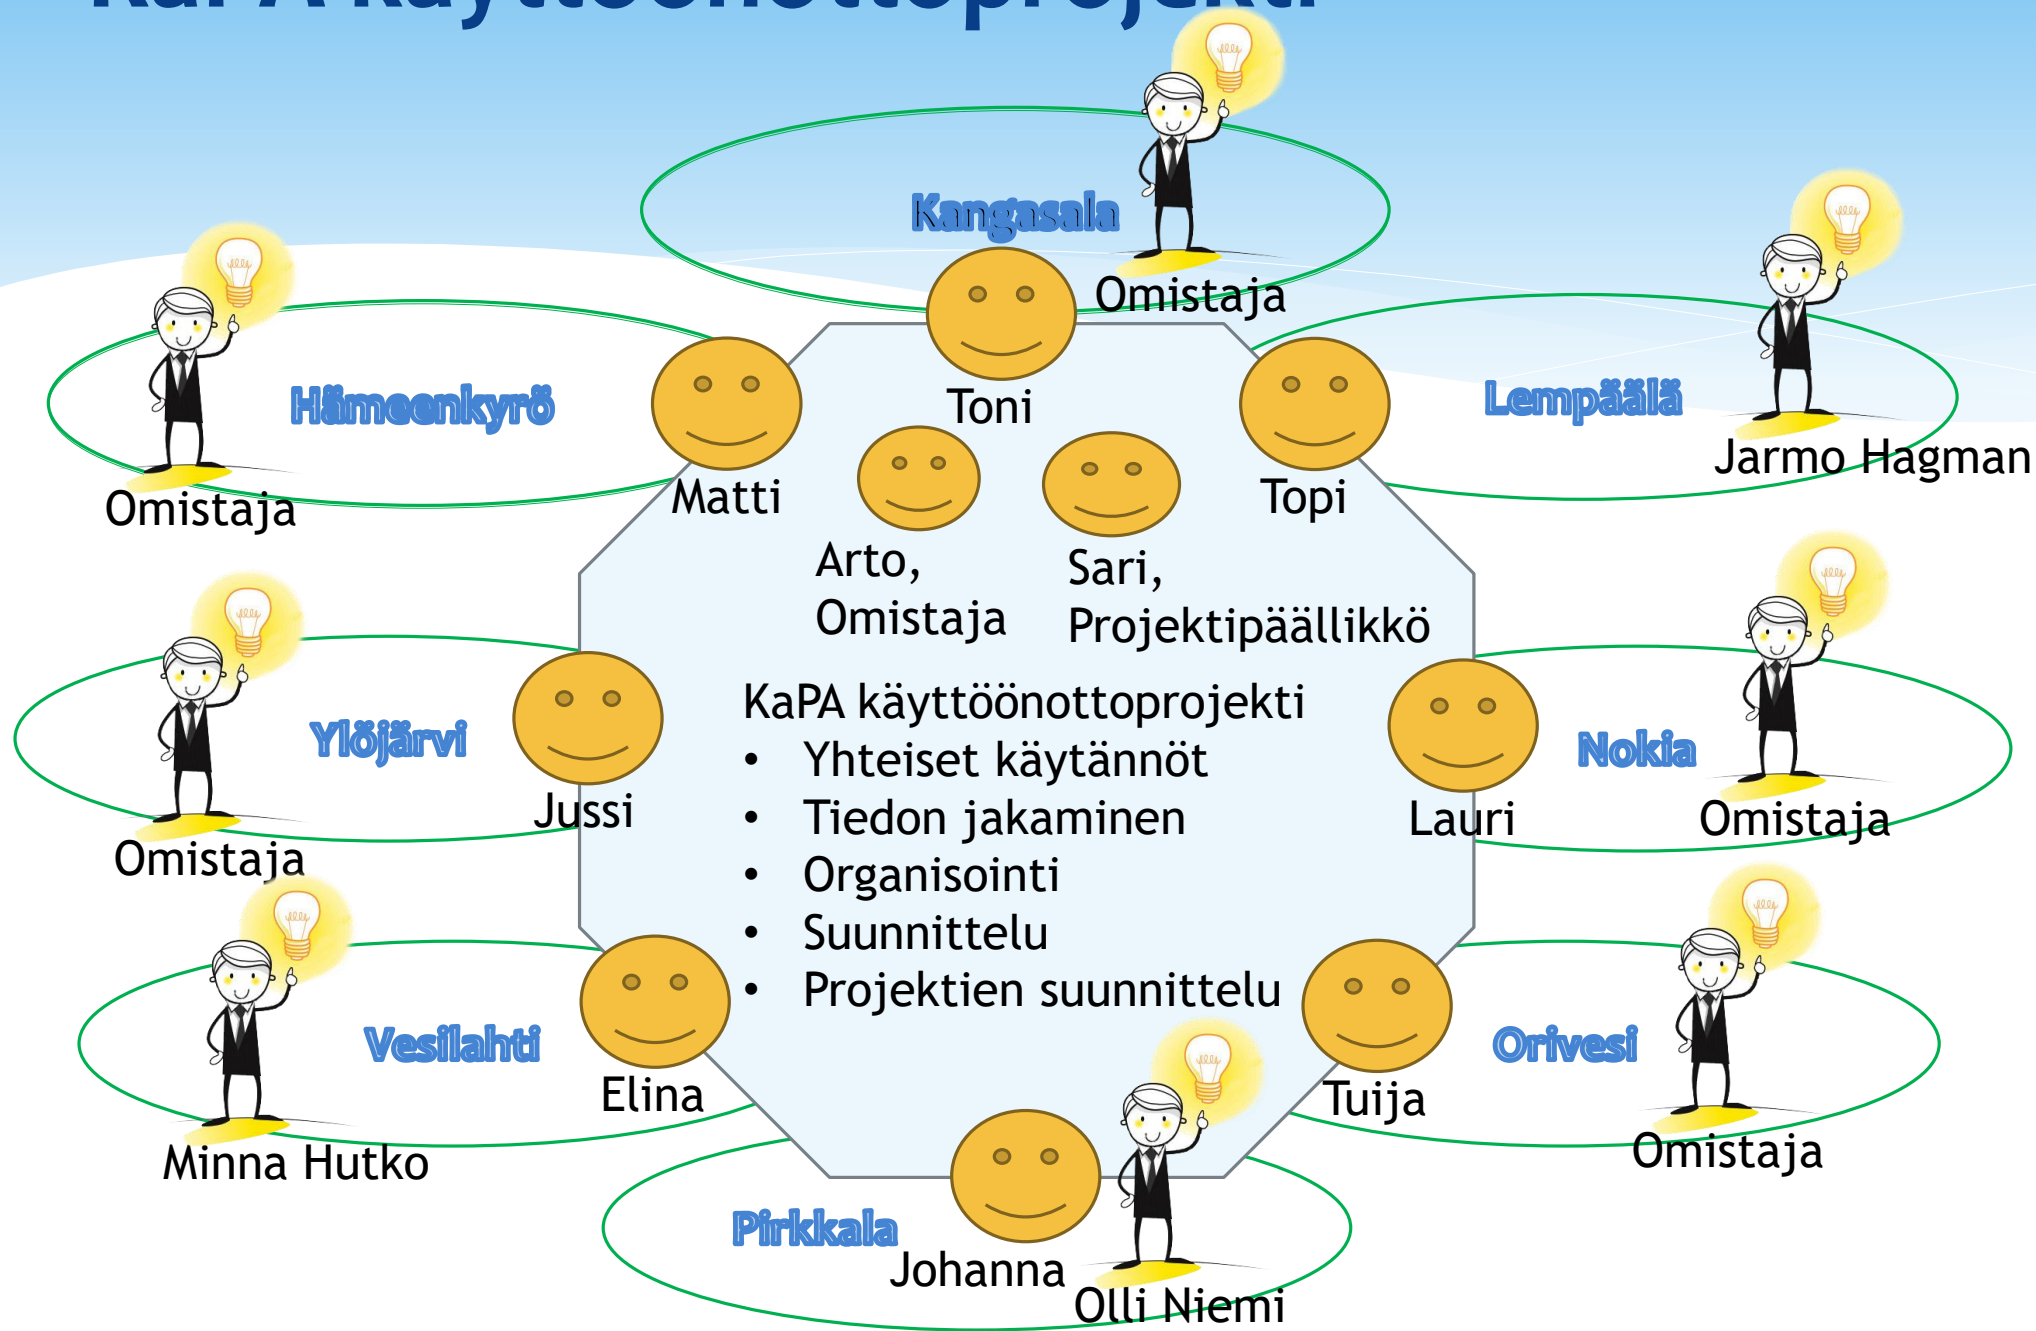 KaPA käyttöönottoprojekti
Kangasala
Omistaja
Toni
Hämeenkyrö
Omistaja
Matti
Lempäälä
Jarmo Hagman
Topi
Arto,
Omistaja
Sari,
Projektipäällikkö
Ylöjärvi
Omistaja
Jussi
KaPA käyttöönottoprojekti
• Yhteiset käytännöt
• Tiedon jakaminen
• Organisointi
• Suunnittelu
• Projektien suunnittelu
Nokia
Omistaja
Lauri
Vesilahti
Minna Hutko
Elina
Orivesi
Omistaja
Tuija
Pirkkala
Johanna
Olli Niemi